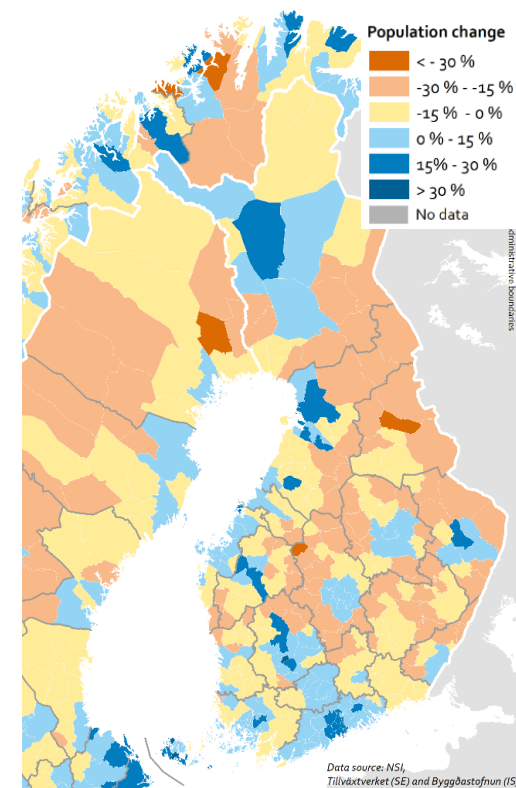 Population change
< - 30 %
-30 % - -15 %
-15 % - 0 %
0 % - 15 %
15% - 30 %
> 30 %
No data
administrative boundaries
Data source: NSI,
Tillväxtverket (SE) and Byggðastofnun (IS)